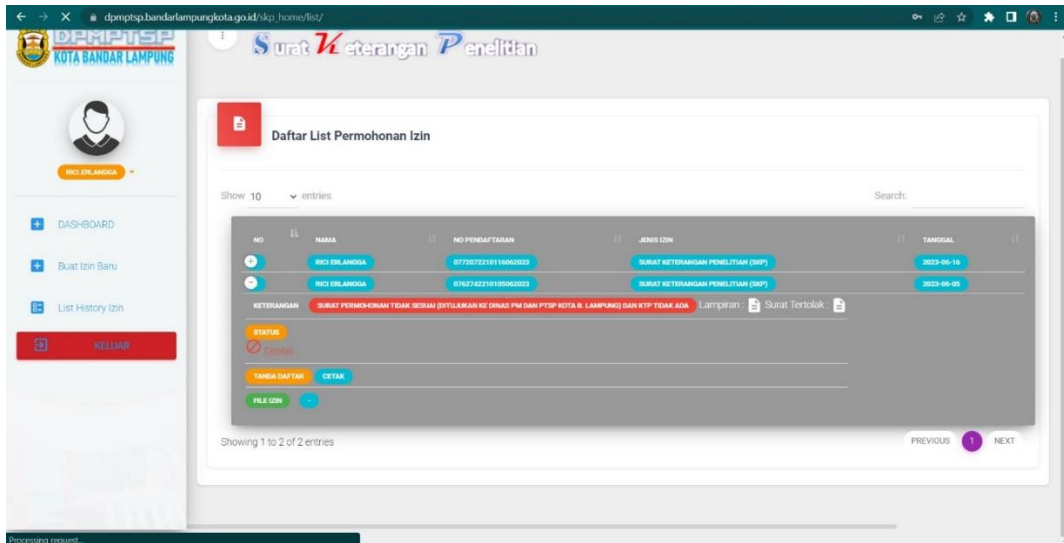 dpmptsp.bandarlampungkota.go.id/skp_home/list/
DPMPTSP
KOTA BANDAR LAMPUNG
Surat Keterangan Penelitian
RICI ERLANGGA
DASHBOARD
Buat Izin Baru
List History Izin
KELUAR
Daftar List Permohonan Izin
Show 10 entries
Search:
NO NAMA NO PENDAFTARAN JENIS IZIN TANGGAL
RICI ERLANGGA 0772072210116062023 SURAT KETERANGAN PENELITIAN (SKP) 2023-06-16
RICI ERLANGGA 0762742210105062023 SURAT KETERANGAN PENELITIAN (SKP) 2023-06-05
KETERANGAN SURAT PERMOHONAN TIDAK SESUAI (DITUJUKAN KE DINAS PM DAN PTSP KOTA B. LAMPUNG) DAN KTP TIDAK ADA Lampiran : Surat Tertolak :
STATUS
Ditolak
TANDA DAFTAR CETAK
FILE IZIN -
Showing 1 to 2 of 2 entries
PREVIOUS 1 NEXT
Processing request...